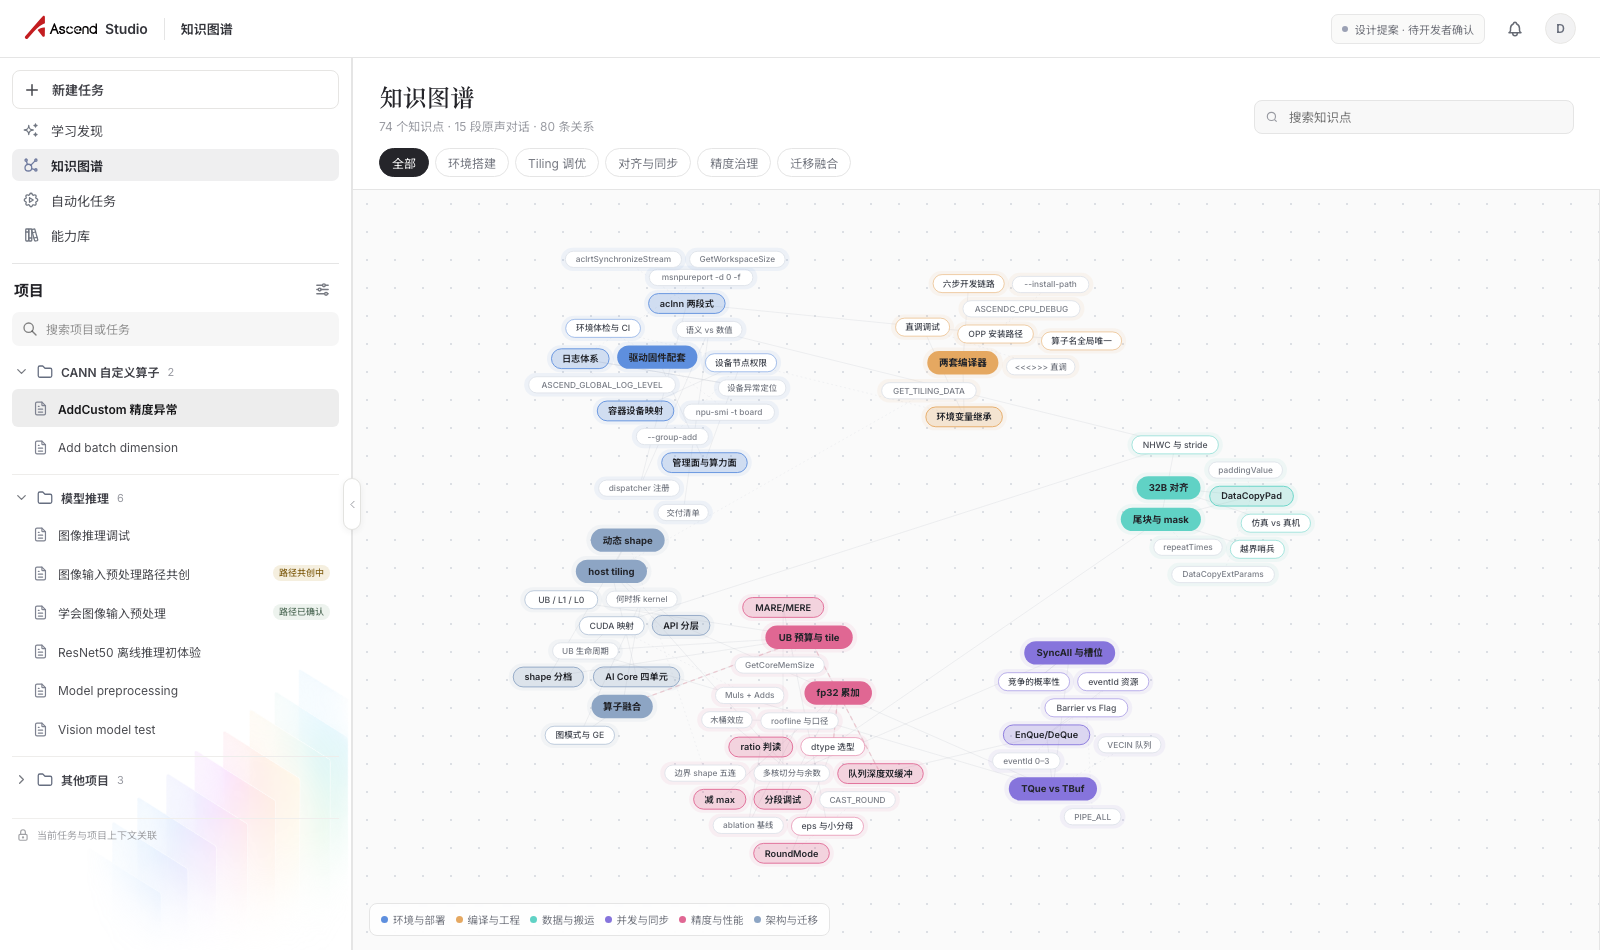 Ascend Studio
知识图谱
设计提案 · 待开发者确认
D
新建任务
学习发现
知识图谱
自动化任务
能力库
项目
搜索项目或任务
CANN 自定义算子 2
AddCustom 精度异常
Add batch dimension
模型推理 6
图像推理调试
图像输入预处理路径共创 路径共创中
学会图像输入预处理 路径已确认
ResNet50 离线推理初体验
Model preprocessing
Vision model test
其他项目 3
当前任务与项目上下文关联
知识图谱
74 个知识点 · 15 段原声对话 · 80 条关系
搜索知识点
全部 环境搭建 Tiling 调优 对齐与同步 精度治理 迁移融合
aclrtSynchronizeStream GetWorkspaceSize
msnpureport -d 0 -f
aclnn 两段式
环境体检与 CI 语义 vs 数值
日志体系 驱动固件配套 设备节点权限
ASCEND_GLOBAL_LOG_LEVEL 设备异常定位
容器设备映射 npu-smi -t board
--group-add
管理面与算力面
dispatcher 注册
交付清单
六步开发链路 --install-path
ASCENDC_CPU_DEBUG
直调调试 OPP 安装路径 算子名全局唯一
两套编译器 <<<>>> 直调
GET_TILING_DATA
环境变量继承
NHWC 与 stride
paddingValue
32B 对齐 DataCopyPad
尾块与 mask 仿真 vs 真机
repeatTimes 越界哨兵
DataCopyExtParams
动态 shape
host tiling
UB / L1 / L0 何时拆 kernel
CUDA 映射 API 分层
UB 生命周期
shape 分档 AI Core 四单元
算子融合
图模式与 GE
MARE/MERE
UB 预算与 tile
GetCoreMemSize
Muls + Adds fp32 累加
木桶效应 roofline 与口径
ratio 判读 dtype 选型
边界 shape 五连 多核切分与余数 队列深度双缓冲
减 max 分段调试 CAST_ROUND
ablation 基线 eps 与小分母
RoundMode
SyncAll 与槽位
竞争的概率性 eventId 资源
Barrier vs Flag
EnQue/DeQue VECIN 队列
eventId 0–3
TQue vs TBuf
PIPE_ALL
环境与部署 编译与工程 数据与搬运 并发与同步 精度与性能 架构与迁移